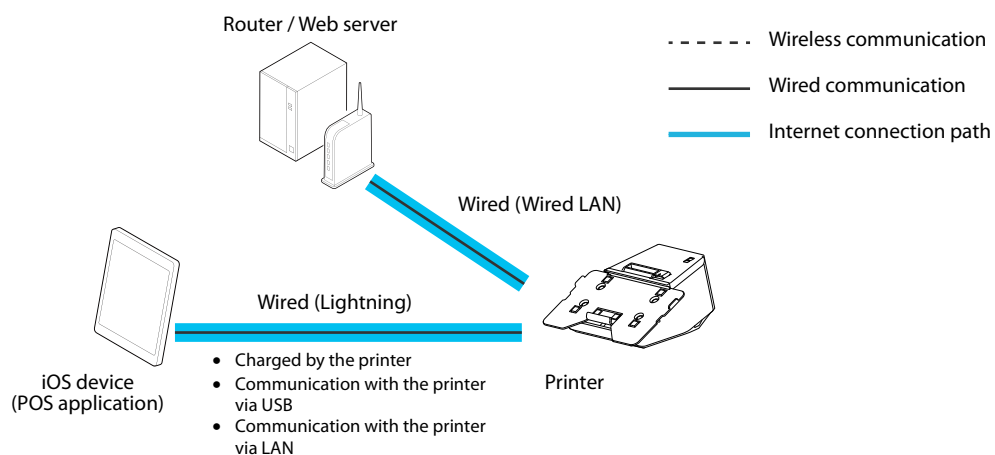 Router / Web server
Wireless communication
Wired communication
Internet connection path
Wired (Wired LAN)
Wired (Lightning)
• Charged by the printer
• Communication with the printer
via USB
• Communication with the printer
via LAN
iOS device
(POS application)
Printer